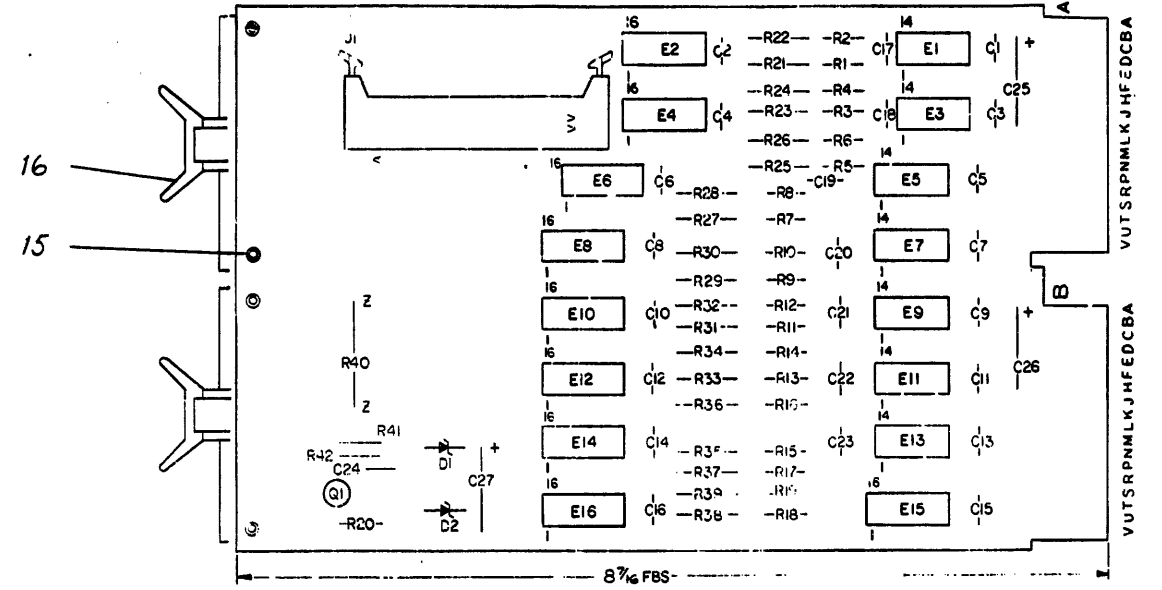 A
16 14
J1 E2 C2 -R22- -R2- C17 E1 C1 +
-R21- -R1-
16 -R24- -R4- 14 C25
E4 C4 -R23- -R3- C18 E3 C3
-R26- -R6-
16 -R25- -R5- 14
16 E6 C6 -C19- E5 C5
-R28- -R8-
16 -R27- -R7- 14
15 E8 C8 -R30- -R10- C20 E7 C7
VUTSRPNMLKJHFEDCBA
-R29- -R9- B
Z 16 -R32- -R12- 14 +
E10 C10 -R31- -R11- C21 E9 C9
16 -R34- -R14- 14
R40 E12 C12 -R33- -R13- C22 E11 C11 C26
Z -R36- -R16-
16 14
R41 + E14 C14 C23 E13 C13
R42 D1 -R35- -R15-
C24 C27 -R37- -R17-
Q1 16 -R39- -R19- 16
-R20- D2 E16 C16 -R38- -R18- E15 C15
VUTSRPNMLKJHFEDCBA
8 7/16 FBS